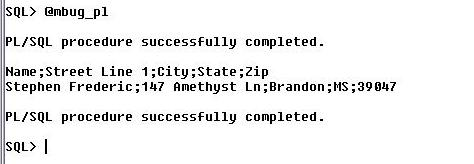 SQL> @mbug_pl
PL/SQL procedure successfully completed.
Name;Street Line 1;City;State;Zip
Stephen Frederic;147 Amethyst Ln;Brandon;MS;39047
PL/SQL procedure successfully completed.
SQL>